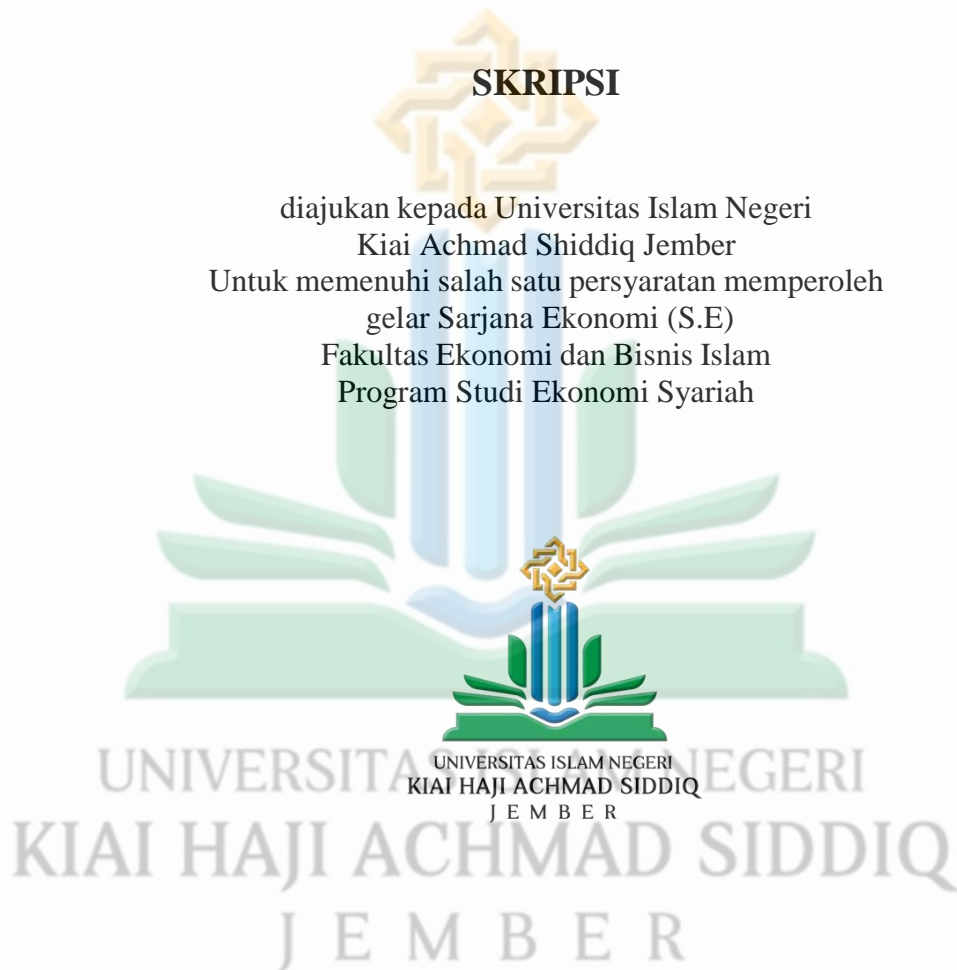 SKRIPSI
diajukan kepada Universitas Islam Negeri
Kiai Achmad Shiddiq Jember
Untuk memenuhi salah satu persyaratan memperoleh
gelar Sarjana Ekonomi (S.E)
Fakultas Ekonomi dan Bisnis Islam
Program Studi Ekonomi Syariah
UNIVERSITAS ISLAM NEGERI
KIAI HAJI ACHMAD SIDDIQ
JEMBER
UNIVERSITAS ISLAM NEGERI
KIAI HAJI ACHMAD SIDDIQ
JEMBER